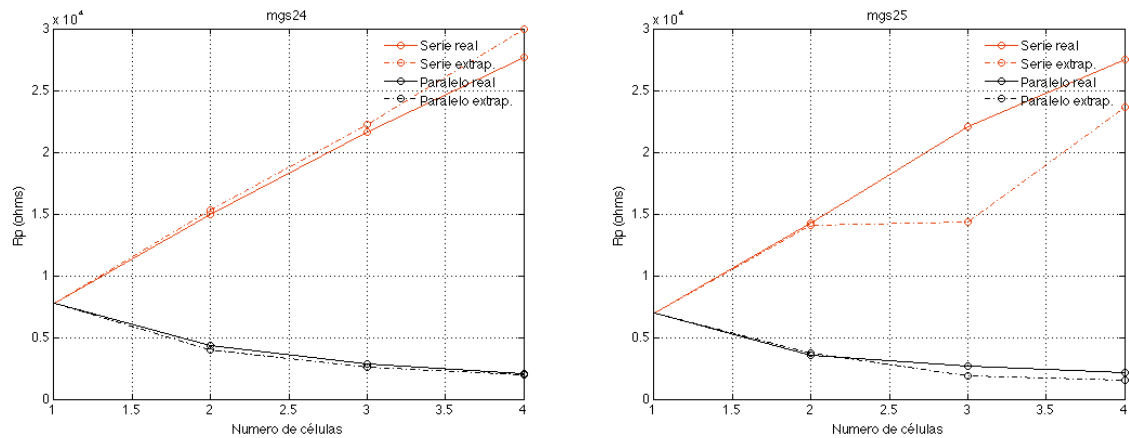 mgs24
3 x 10⁴
2.5
2
1.5
1
0.5
0
Rp (ohms)
Serie real
Serie extrap.
Paralelo real
Paralelo extrap.
1 1.5 2 2.5 3 3.5 4
Numero de células
mgs25
3 x 10⁴
2.5
2
1.5
1
0.5
0
Rp (ohms)
Serie real
Serie extrap.
Paralelo real
Paralelo extrap.
1 1.5 2 2.5 3 3.5 4
Numero de células